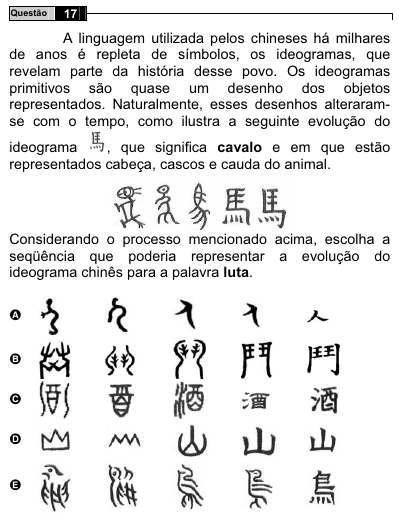 Questão 17
A linguagem utilizada pelos chineses há milhares
de anos é repleta de símbolos, os ideogramas, que
revelam parte da história desse povo. Os ideogramas
primitivos são quase um desenho dos objetos
representados. Naturalmente, esses desenhos alteraram-
se com o tempo, como ilustra a seguinte evolução do
ideograma 馬, que significa cavalo e em que estão
representados cabeça, cascos e cauda do animal.
馬 馬
Considerando o processo mencionado acima, escolha a
seqüência que poderia representar a evolução do
ideograma chinês para a palavra luta.
A 人
B 鬥 鬥
C 酒 酒 酒
D 山 山 山
E 鳥